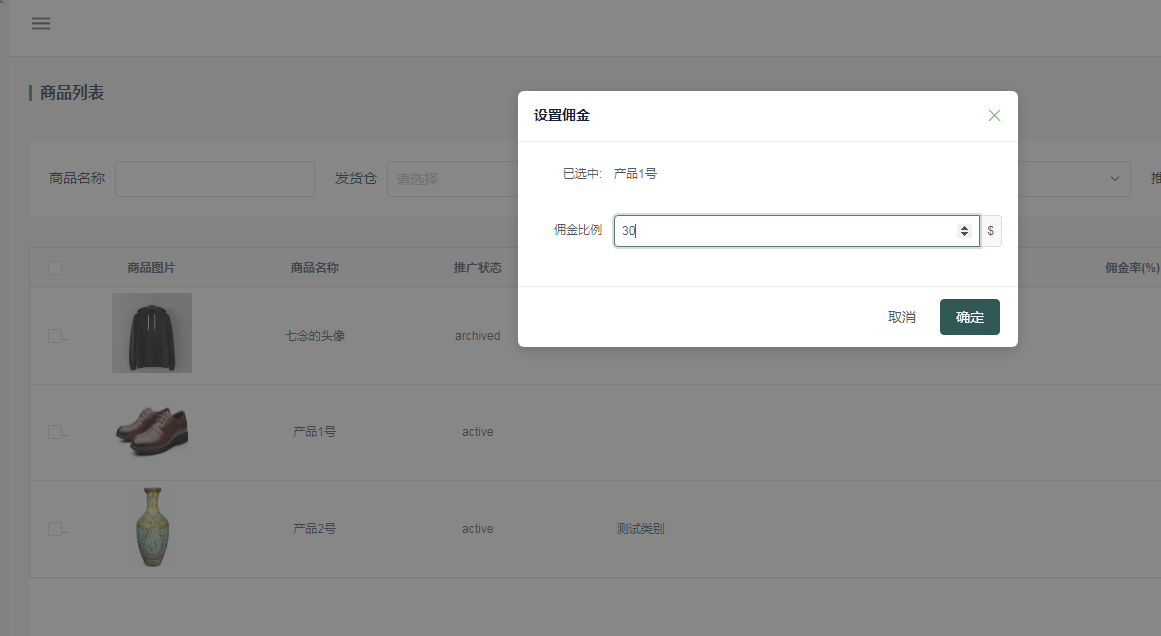 商品列表
设置佣金
商品名称
发货仓
请选择
推
已选中: 产品1号
佣金比例 30 $
商品图片 商品名称 推广状态 佣金率(%)
取消 确定
七念的头像 archived
产品1号 active
产品2号 active 测试类别